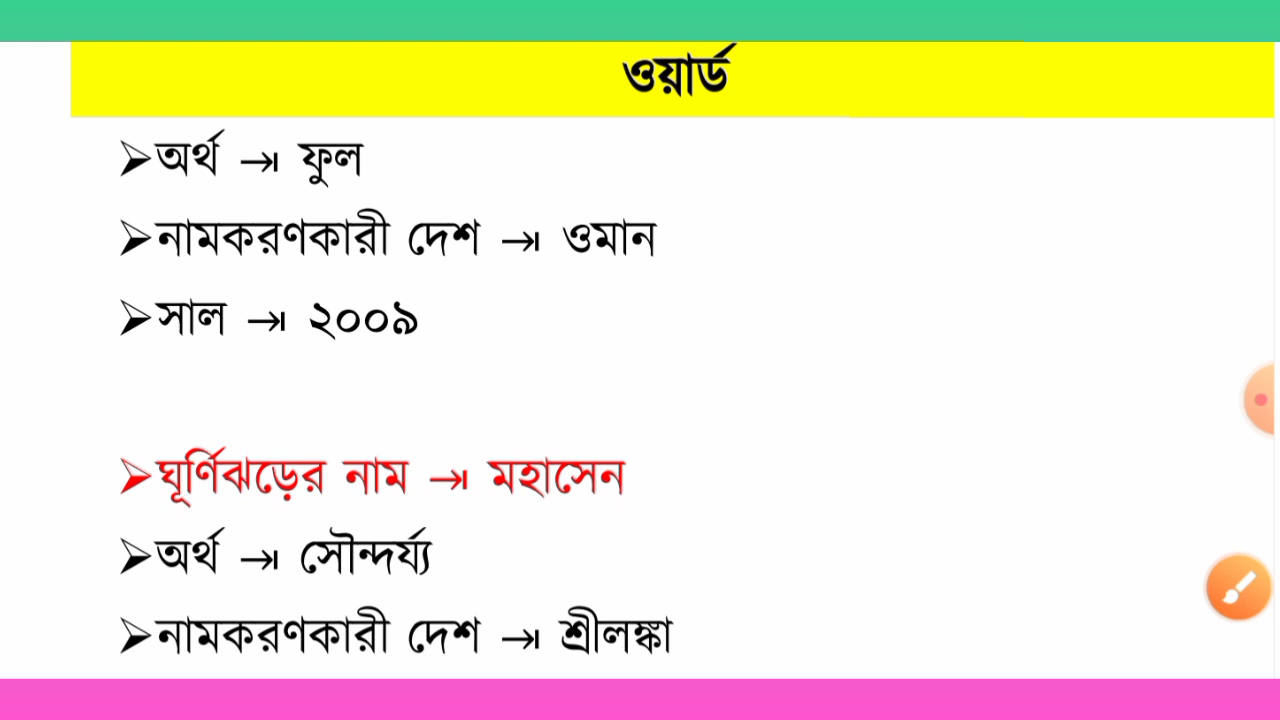 ওয়ার্ড
➢অর্থ ⇥ ফুল
➢নামকরণকারী দেশ ⇥ ওমান
➢সাল ⇥ ২০০৯
➢ঘূর্ণিঝড়ের নাম ⇥ মহাসেন
➢অর্থ ⇥ সৌন্দর্য্য
➢নামকরণকারী দেশ ⇥ শ্রীলঙ্কা